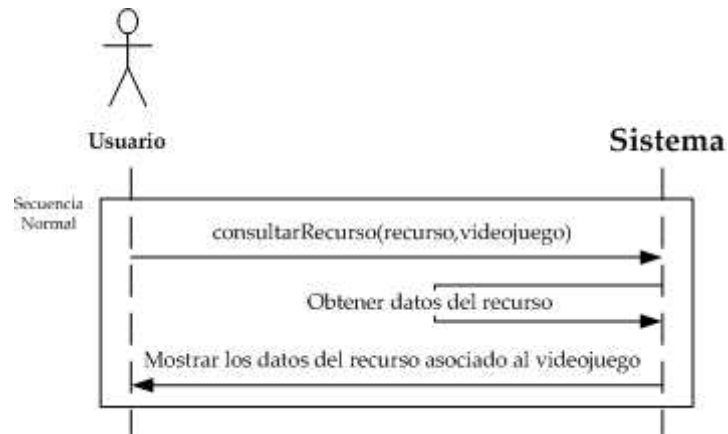 Usuario
Sistema
Secuencia
Normal
consultarRecurso(recurso,videojuego)
Obtener datos del recurso
Mostrar los datos del recurso asociado al videojuego